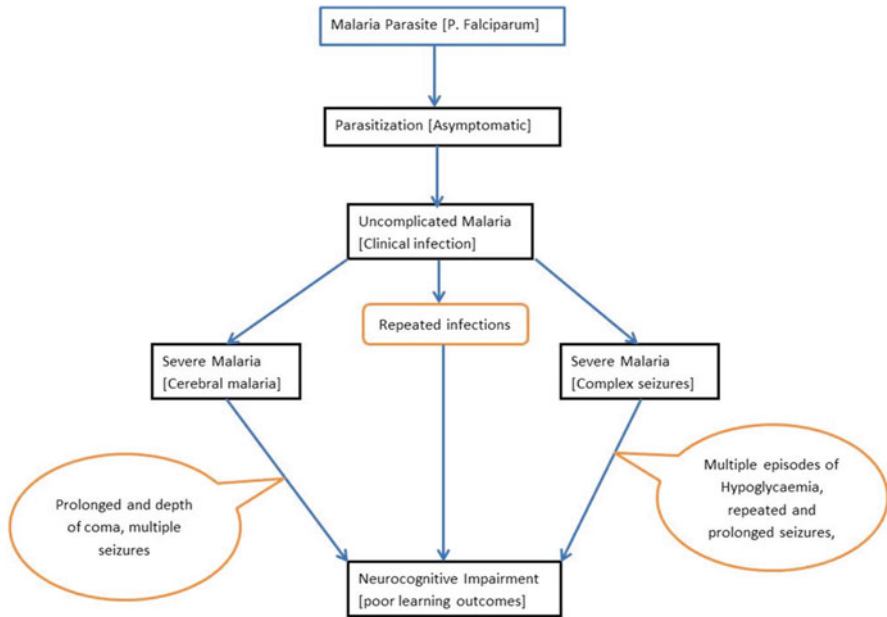 Malaria Parasite [P. Falciparum]
Parasitization [Asymptomatic]
Uncomplicated Malaria
[Clinical infection]
Repeated infections
Severe Malaria
[Cerebral malaria]
Severe Malaria
[Complex seizures]
Prolonged and depth
of coma, multiple
seizures
Multiple episodes of
Hypoglycaemia,
repeated and
prolonged seizures,
Neurocognitive Impairment
[poor learning outcomes]